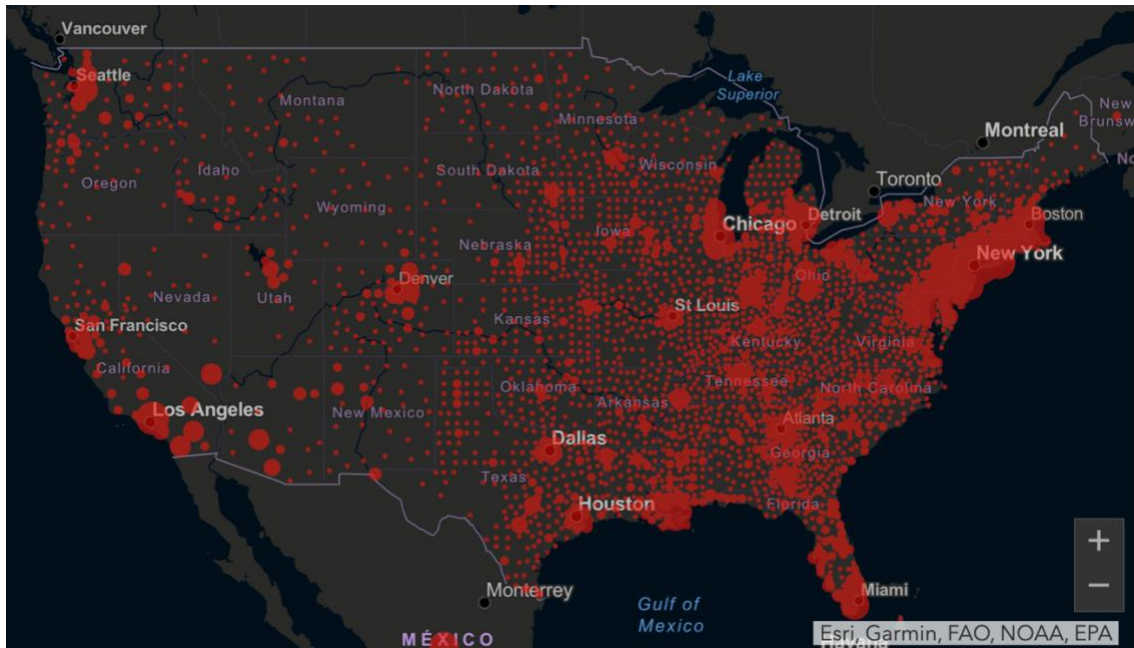 Vancouver
Seattle
Montana
North Dakota
Lake
Superior
Minnesota
New
Brunsw
Montreal
Oregon
Idaho
South Dakota
Wisconsin
Toronto
Wyoming
New York
Detroit
Boston
Chicago
Iowa
Nebraska
New York
Denver
Ohio
Nevada
Utah
St Louis
Kansas
San Francisco
Kentucky
Virginia
California
Tennessee
North Carolina
Oklahoma
Arkansas
Los Angeles
New Mexico
Atlanta
Dallas
Georgia
Texas
Houston
Florida
+
−
Monterrey
Miami
Gulf of
Mexico
MÉXICO
Esri, Garmin, FAO, NOAA, EPA